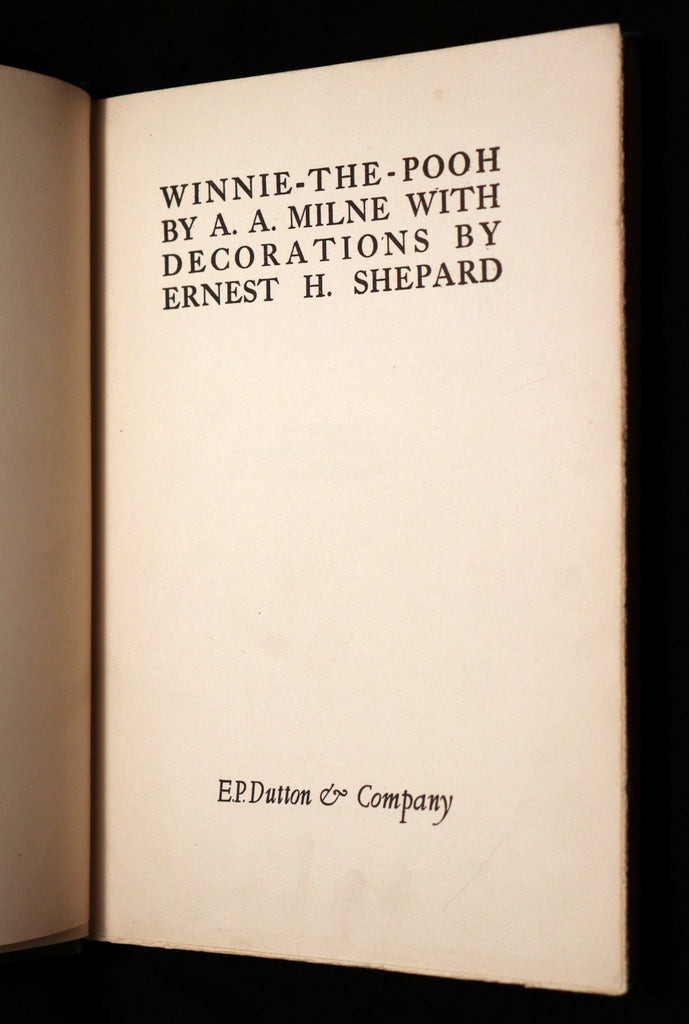 WINNIE-THE-POOH
BY A. A. MILNE WITH
DECORATIONS BY
ERNEST H. SHEPARD
E.P. Dutton & Company